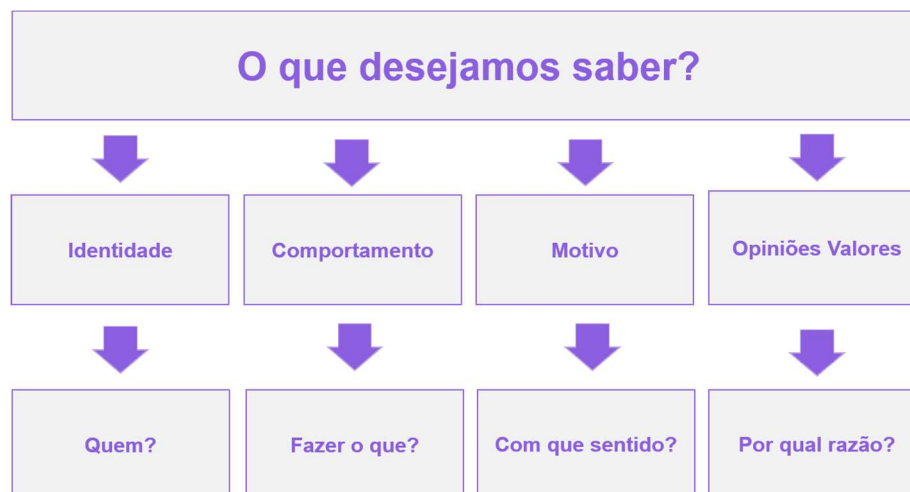 O que desejamos saber?
Identidade
Comportamento
Motivo
Opiniões Valores
Quem?
Fazer o que?
Com que sentido?
Por qual razão?